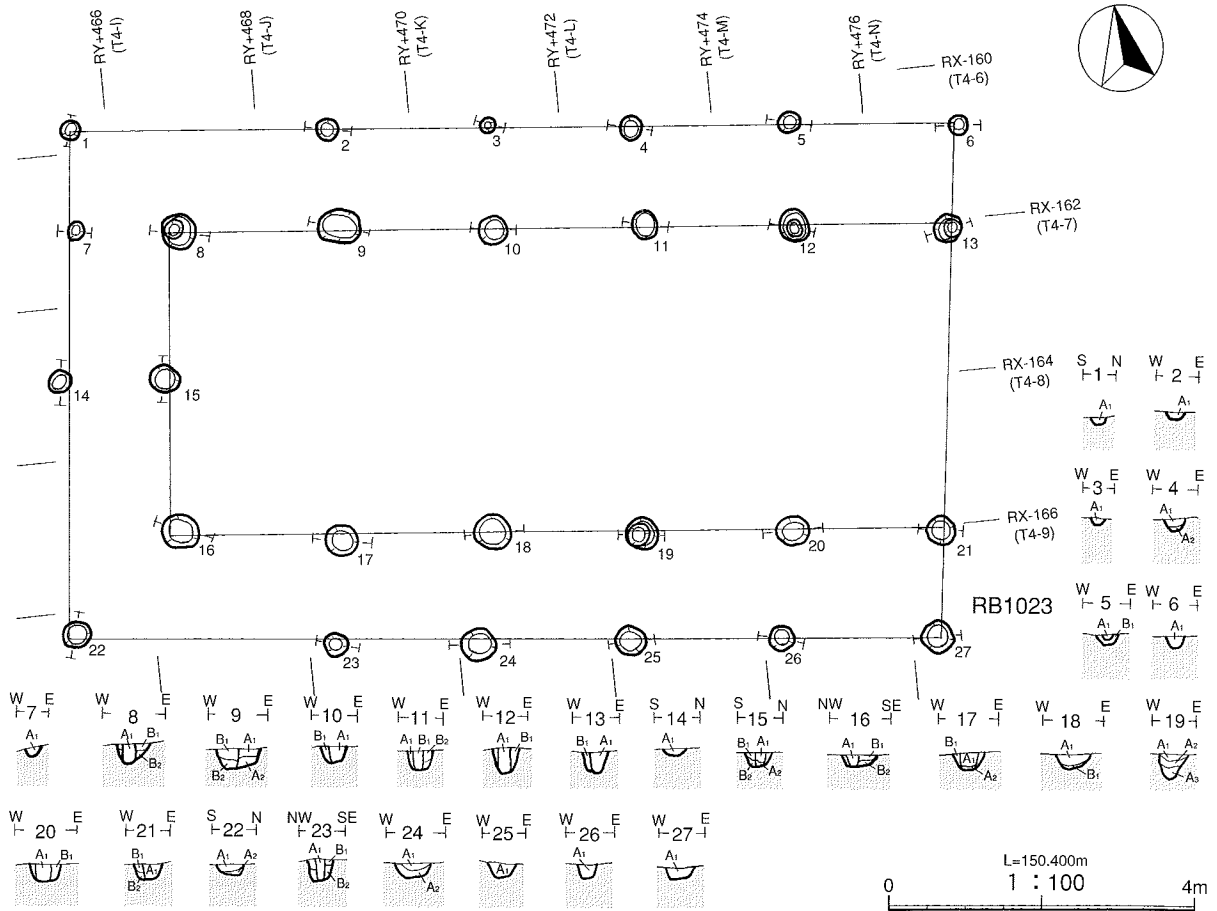 RY+466
(T4-I)
RY+468
(T4-J)
RY+470
(T4-K)
RY+472
(T4-L)
RY+474
(T4-M)
RY+476
(T4-N)
RX-160
(T4-6)
1
2
3
4
5
6
RX-162
(T4-7)
7
8
9
10
11
12
13
RX-164
(T4-8)
14
15
RX-166
(T4-9)
16
17
18
19
20
21
RB1023
22
23
24
25
26
27
S 1 N
A1
W 2 E
A1
W 3 E
A1
W 4 E
A1
A2
W 5 E
A1 B1
W 6 E
A1
W 7 E
A1
W 8 E
A1 B1
B2
W 9 E
B1 A1
B2 A2
W 10 E
B1 A1
W 11 E
A1 B1 B2
W 12 E
A1 B1
W 13 E
B1 A1
S 14 N
A1
S 15 N
B1 A1
B2 A2
NW 16 SE
A1 B1
B2
W 17 E
B1
A1
A2
W 18 E
A1
B1
W 19 E
A1 A2
A3
W 20 E
A1 B1
W 21 E
B1
A1
B2
S 22 N
A1 A2
NW 23 SE
A1 B1
B2
W 24 E
A1
A2
W 25 E
A1
W 26 E
A1
W 27 E
A1
L=150.400m
1 : 100
0 4m